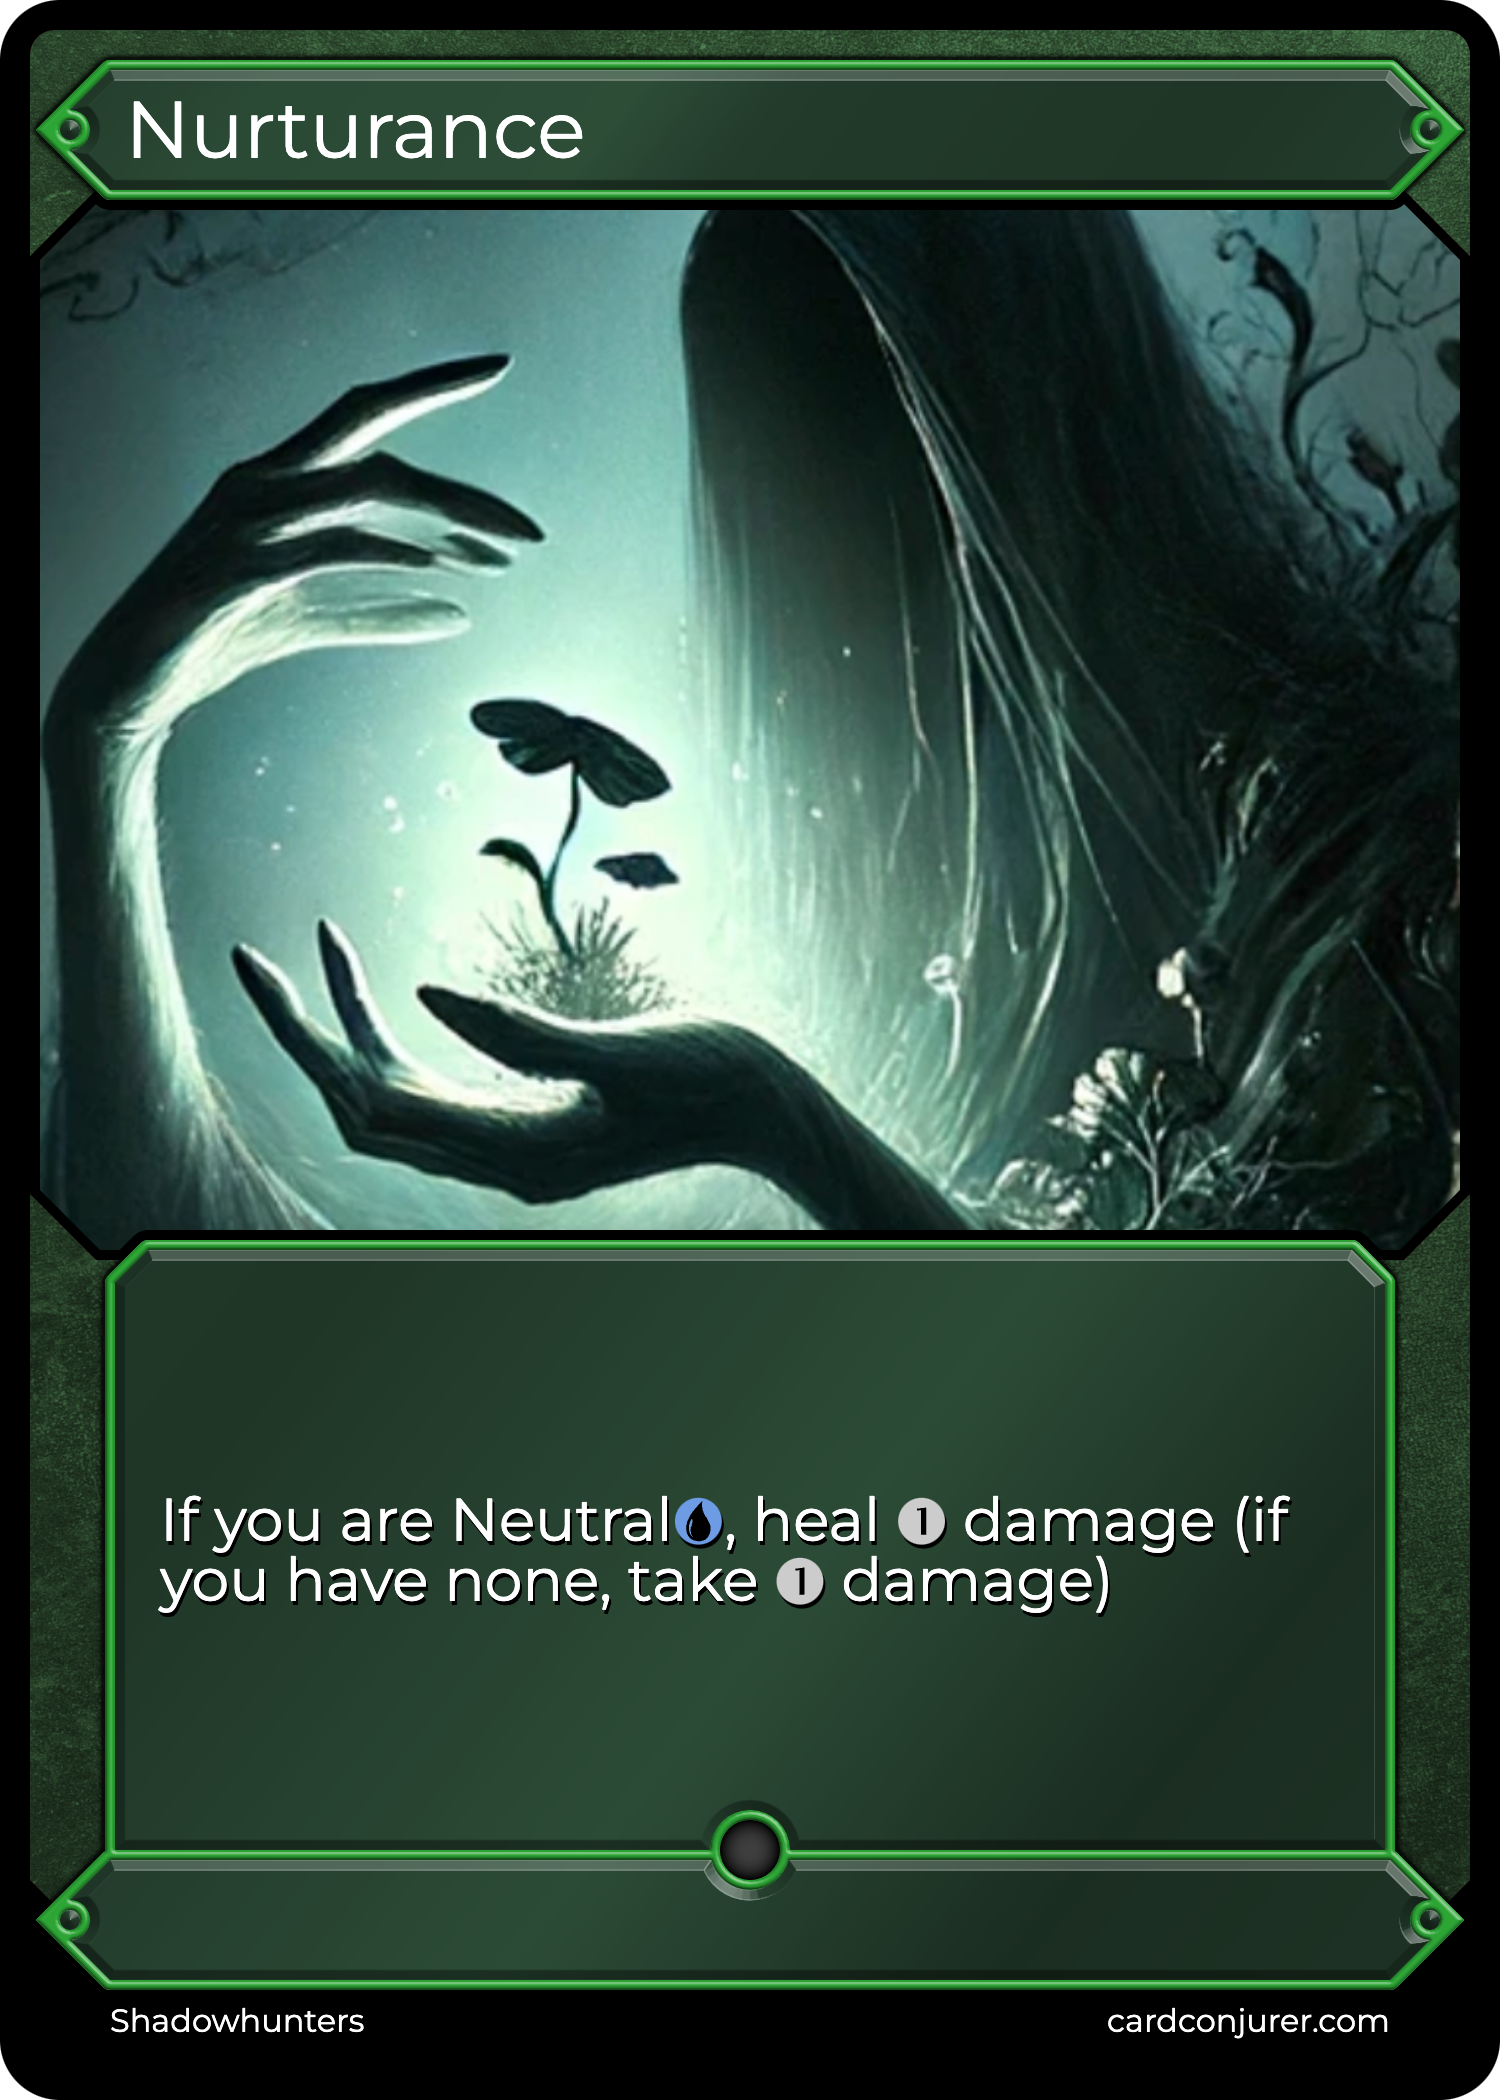 Nurturance
If you are Neutral, heal 1 damage (if
you have none, take 1 damage)
Shadowhunters
cardconjurer.com